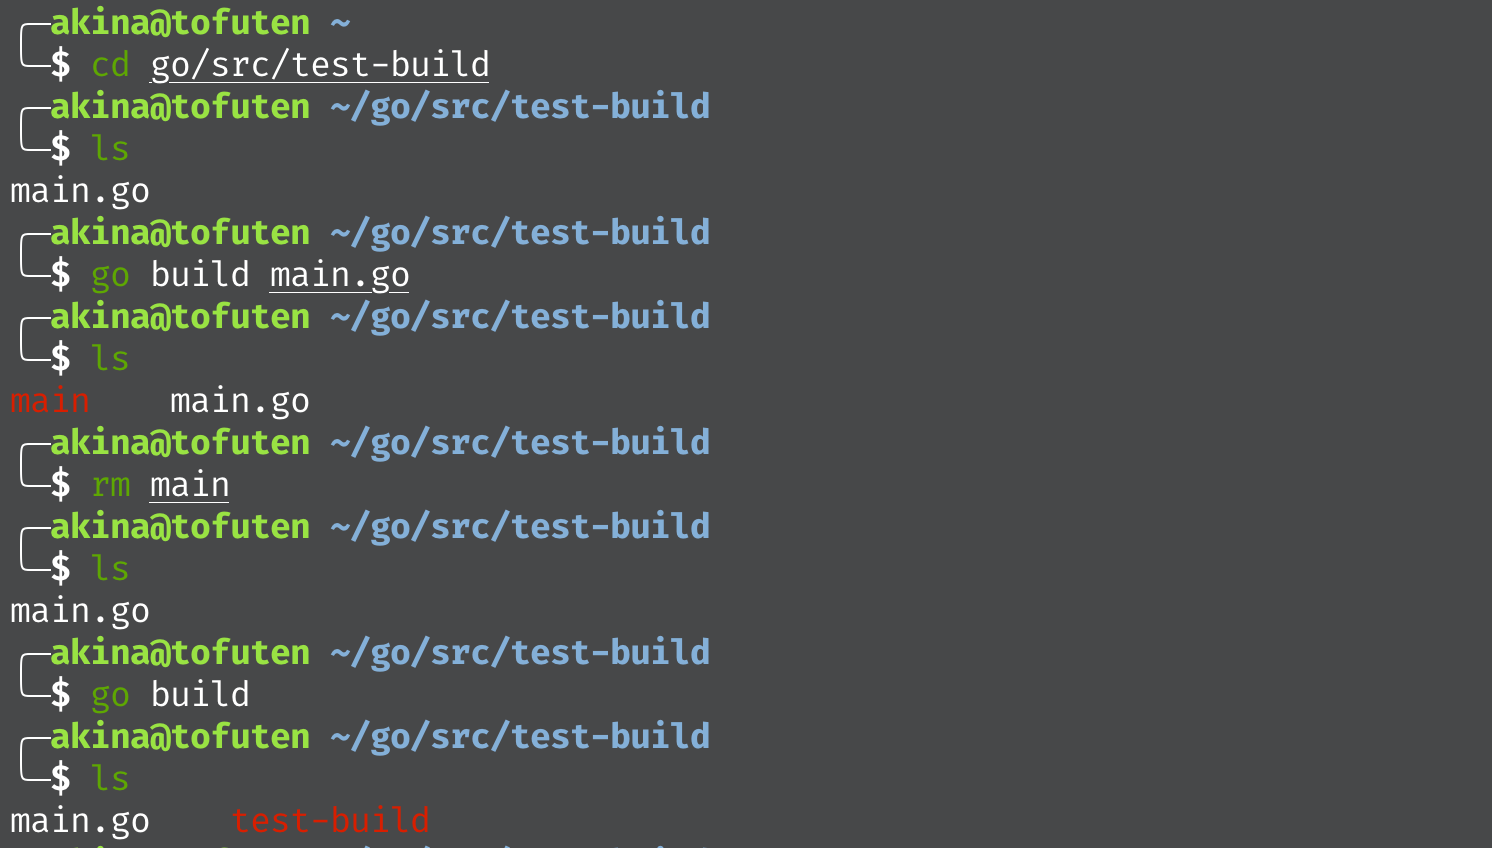 akina@tofuten ~
$ cd go/src/test-build
akina@tofuten ~/go/src/test-build
$ ls
main.go
akina@tofuten ~/go/src/test-build
$ go build main.go
akina@tofuten ~/go/src/test-build
$ ls
main    main.go
akina@tofuten ~/go/src/test-build
$ rm main
akina@tofuten ~/go/src/test-build
$ ls
main.go
akina@tofuten ~/go/src/test-build
$ go build
akina@tofuten ~/go/src/test-build
$ ls
main.go    test-build